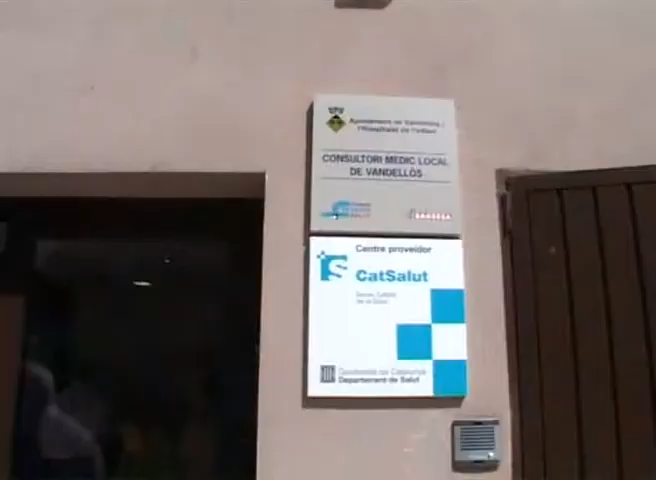 Ajuntament de Vandellòs i
l'Hospitalet de l'Infant
CONSULTORI MEDIC LOCAL
DE VANDELLÒS
SAGESSA
Centre proveïdor
CatSalut
Servei Català
de la Salut
Generalitat de Catalunya
Departament de Salut